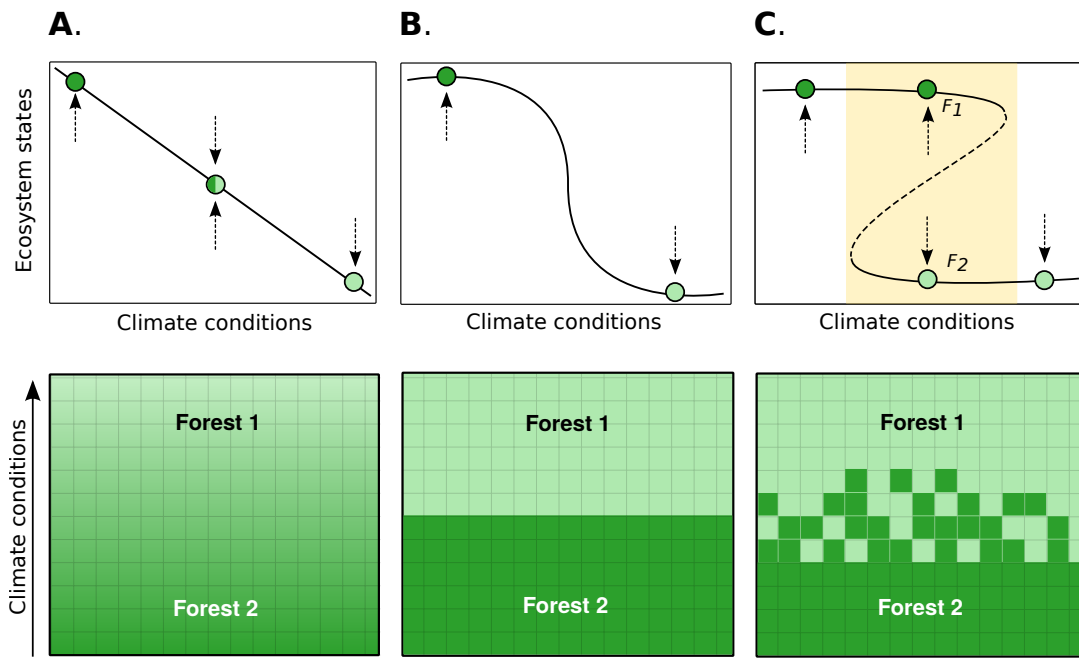 A.
B.
C.
Ecosystem states
F1
F2
Climate conditions
Climate conditions
Climate conditions
Climate conditions
Forest 1
Forest 2
Forest 1
Forest 2
Forest 1
Forest 2